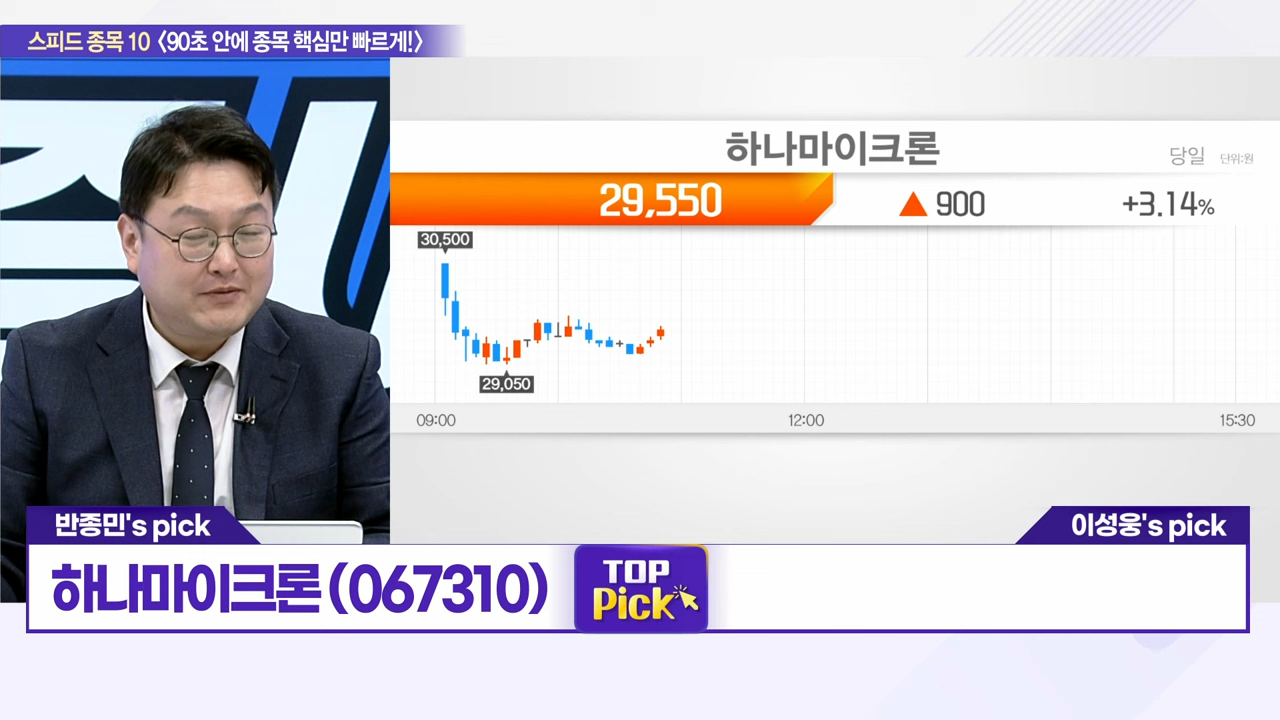 스피드 종목 10 〈90초 안에 종목 핵심만 빠르게!〉
하나마이크론
당일 단위:원
29,550 ▲ 900 +3.14%
30,500
29,050
09:00 12:00 15:30
반종민's pick
이성웅's pick
하나마이크론(067310)
TOP
Pick